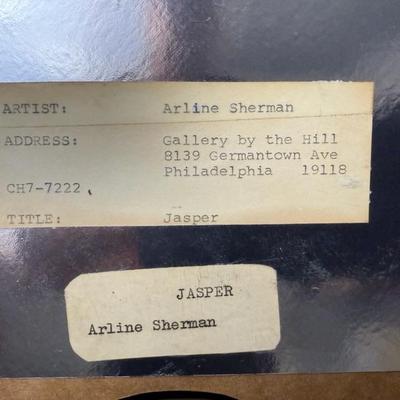 ARTIST: Arline Sherman
ADDRESS: Gallery by the Hill
8139 Germantown Ave
Philadelphia 19118
CH7-7222
TITLE: Jasper
JASPER
Arline Sherman